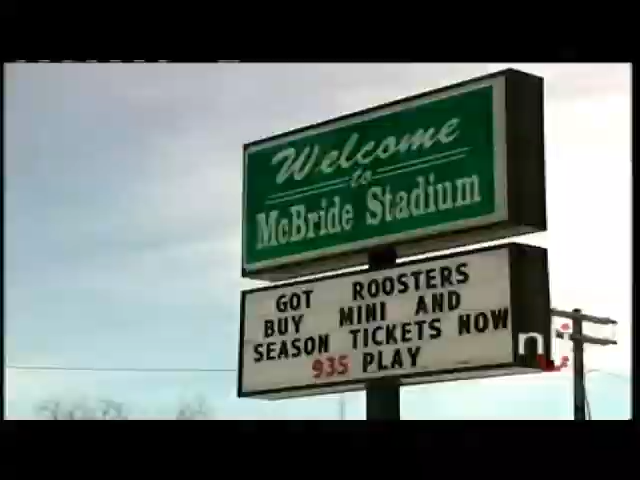 Welcome
to
McBride Stadium
GOT ROOSTERS
BUY MINI AND
SEASON TICKETS NOW
935 PLAY